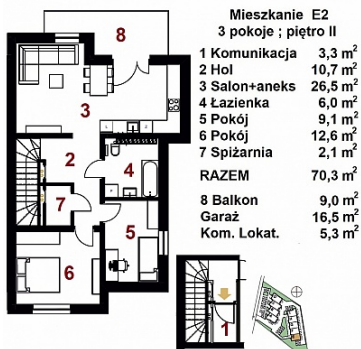 Mieszkanie E2
3 pokoje ; piętro II
1 Komunikacja 3,3 m²
2 Hol 10,7 m²
3 Salon+aneks 26,5 m²
4 Łazienka 6,0 m²
5 Pokój 9,1 m²
6 Pokój 12,6 m²
7 Spiżarnia 2,1 m²
RAZEM 70,3 m²
8 Balkon 9,0 m²
Garaż 16,5 m²
Kom. Lokat. 5,3 m²
8
3
2
4
7
5
6
1